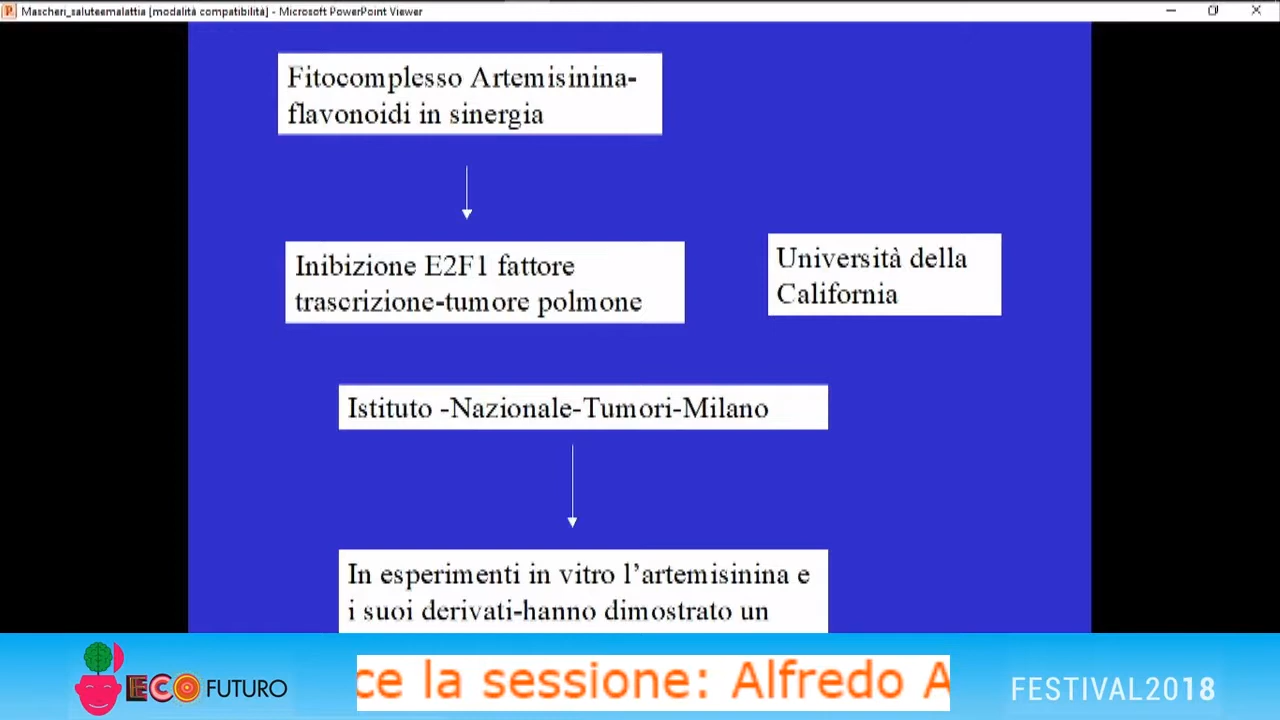 Mascheri_saluteemalattia [modalità compatibilità] - Microsoft PowerPoint Viewer
Fitocomplesso Artemisinina-
flavonoidi in sinergia
Inibizione E2F1 fattore
trascrizione-tumore polmone
Università della
California
Istituto -Nazionale-Tumori-Milano
In esperimenti in vitro l’artemisinina e
i suoi derivati-hanno dimostrato un
ECO FUTURO
ce la sessione: Alfredo A
FESTIVAL2018